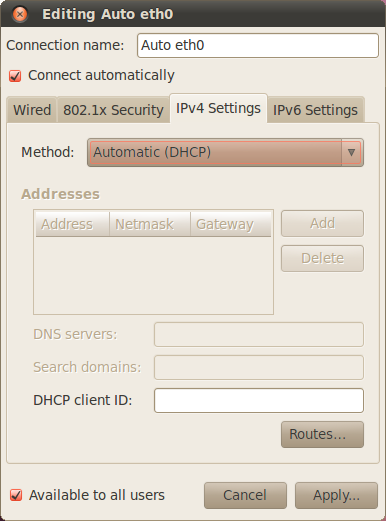 Editing Auto eth0
Connection name: Auto eth0
Connect automatically
Wired 802.1x Security IPv4 Settings IPv6 Settings
Method: Automatic (DHCP)
Addresses
Address Netmask Gateway Add
Delete
DNS servers:
Search domains:
DHCP client ID:
Routes...
Available to all users Cancel Apply...